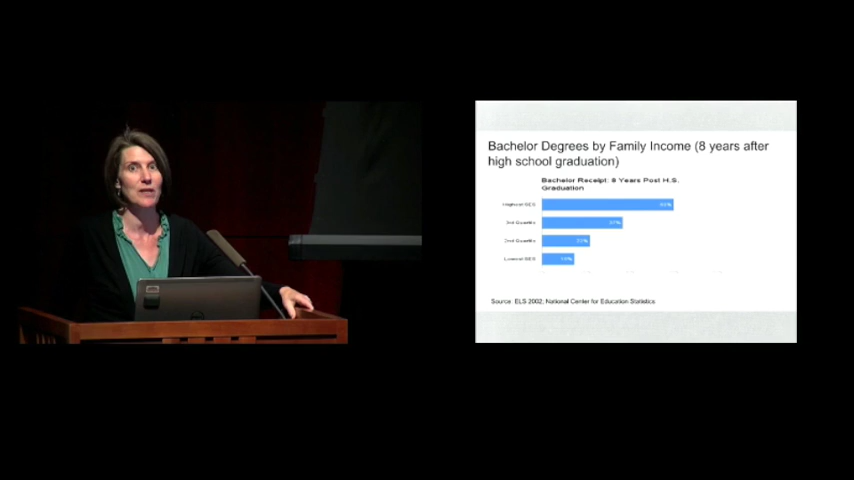 Bachelor Degrees by Family Income (8 years after
high school graduation)
Bachelor Receipt: 8 Years Post H.S.
Graduation
Highest SES
3rd Quartile
2nd Quartile
Lowest SES
Source: ELS 2002; National Center for Education Statistics